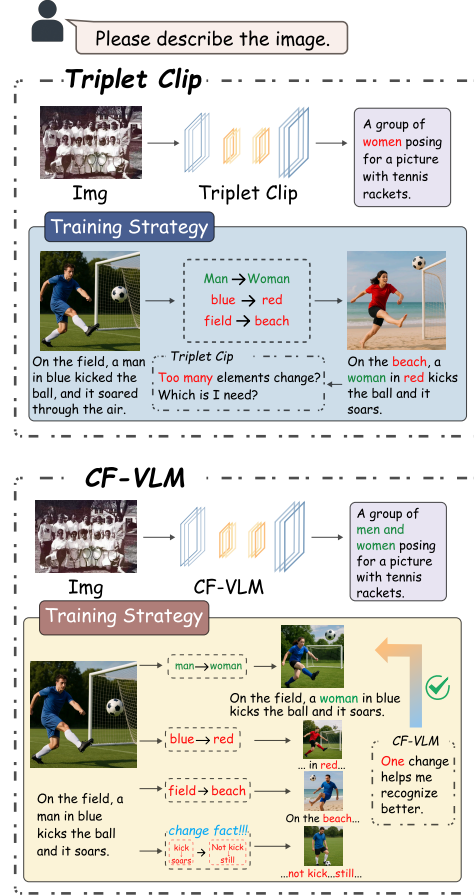 Please describe the image.
Triplet Clip
Img
Triplet Clip
A group of
women posing
for a picture
with tennis
rackets.
Training Strategy
Man → Woman
blue → red
field → beach
On the field, a man
in blue kicked the
ball, and it soared
through the air.
Triplet Cip
Too many elements change?
Which is I need?
On the beach, a
woman in red kicks
the ball and it
soars.
CF-VLM
Img
CF-VLM
A group of
men and
women posing
for a picture
with tennis
rackets.
Training Strategy
man→woman
On the field, a woman in blue
kicks the ball and it soars.
blue→red
... in red...
field→beach
On the beach...
change fact!!!
kick
soars
→
Not kick
still
...not kick...still...
On the field, a
man in blue
kicks the ball
and it soars.
CF-VLM
One change
helps me
recognize
better.